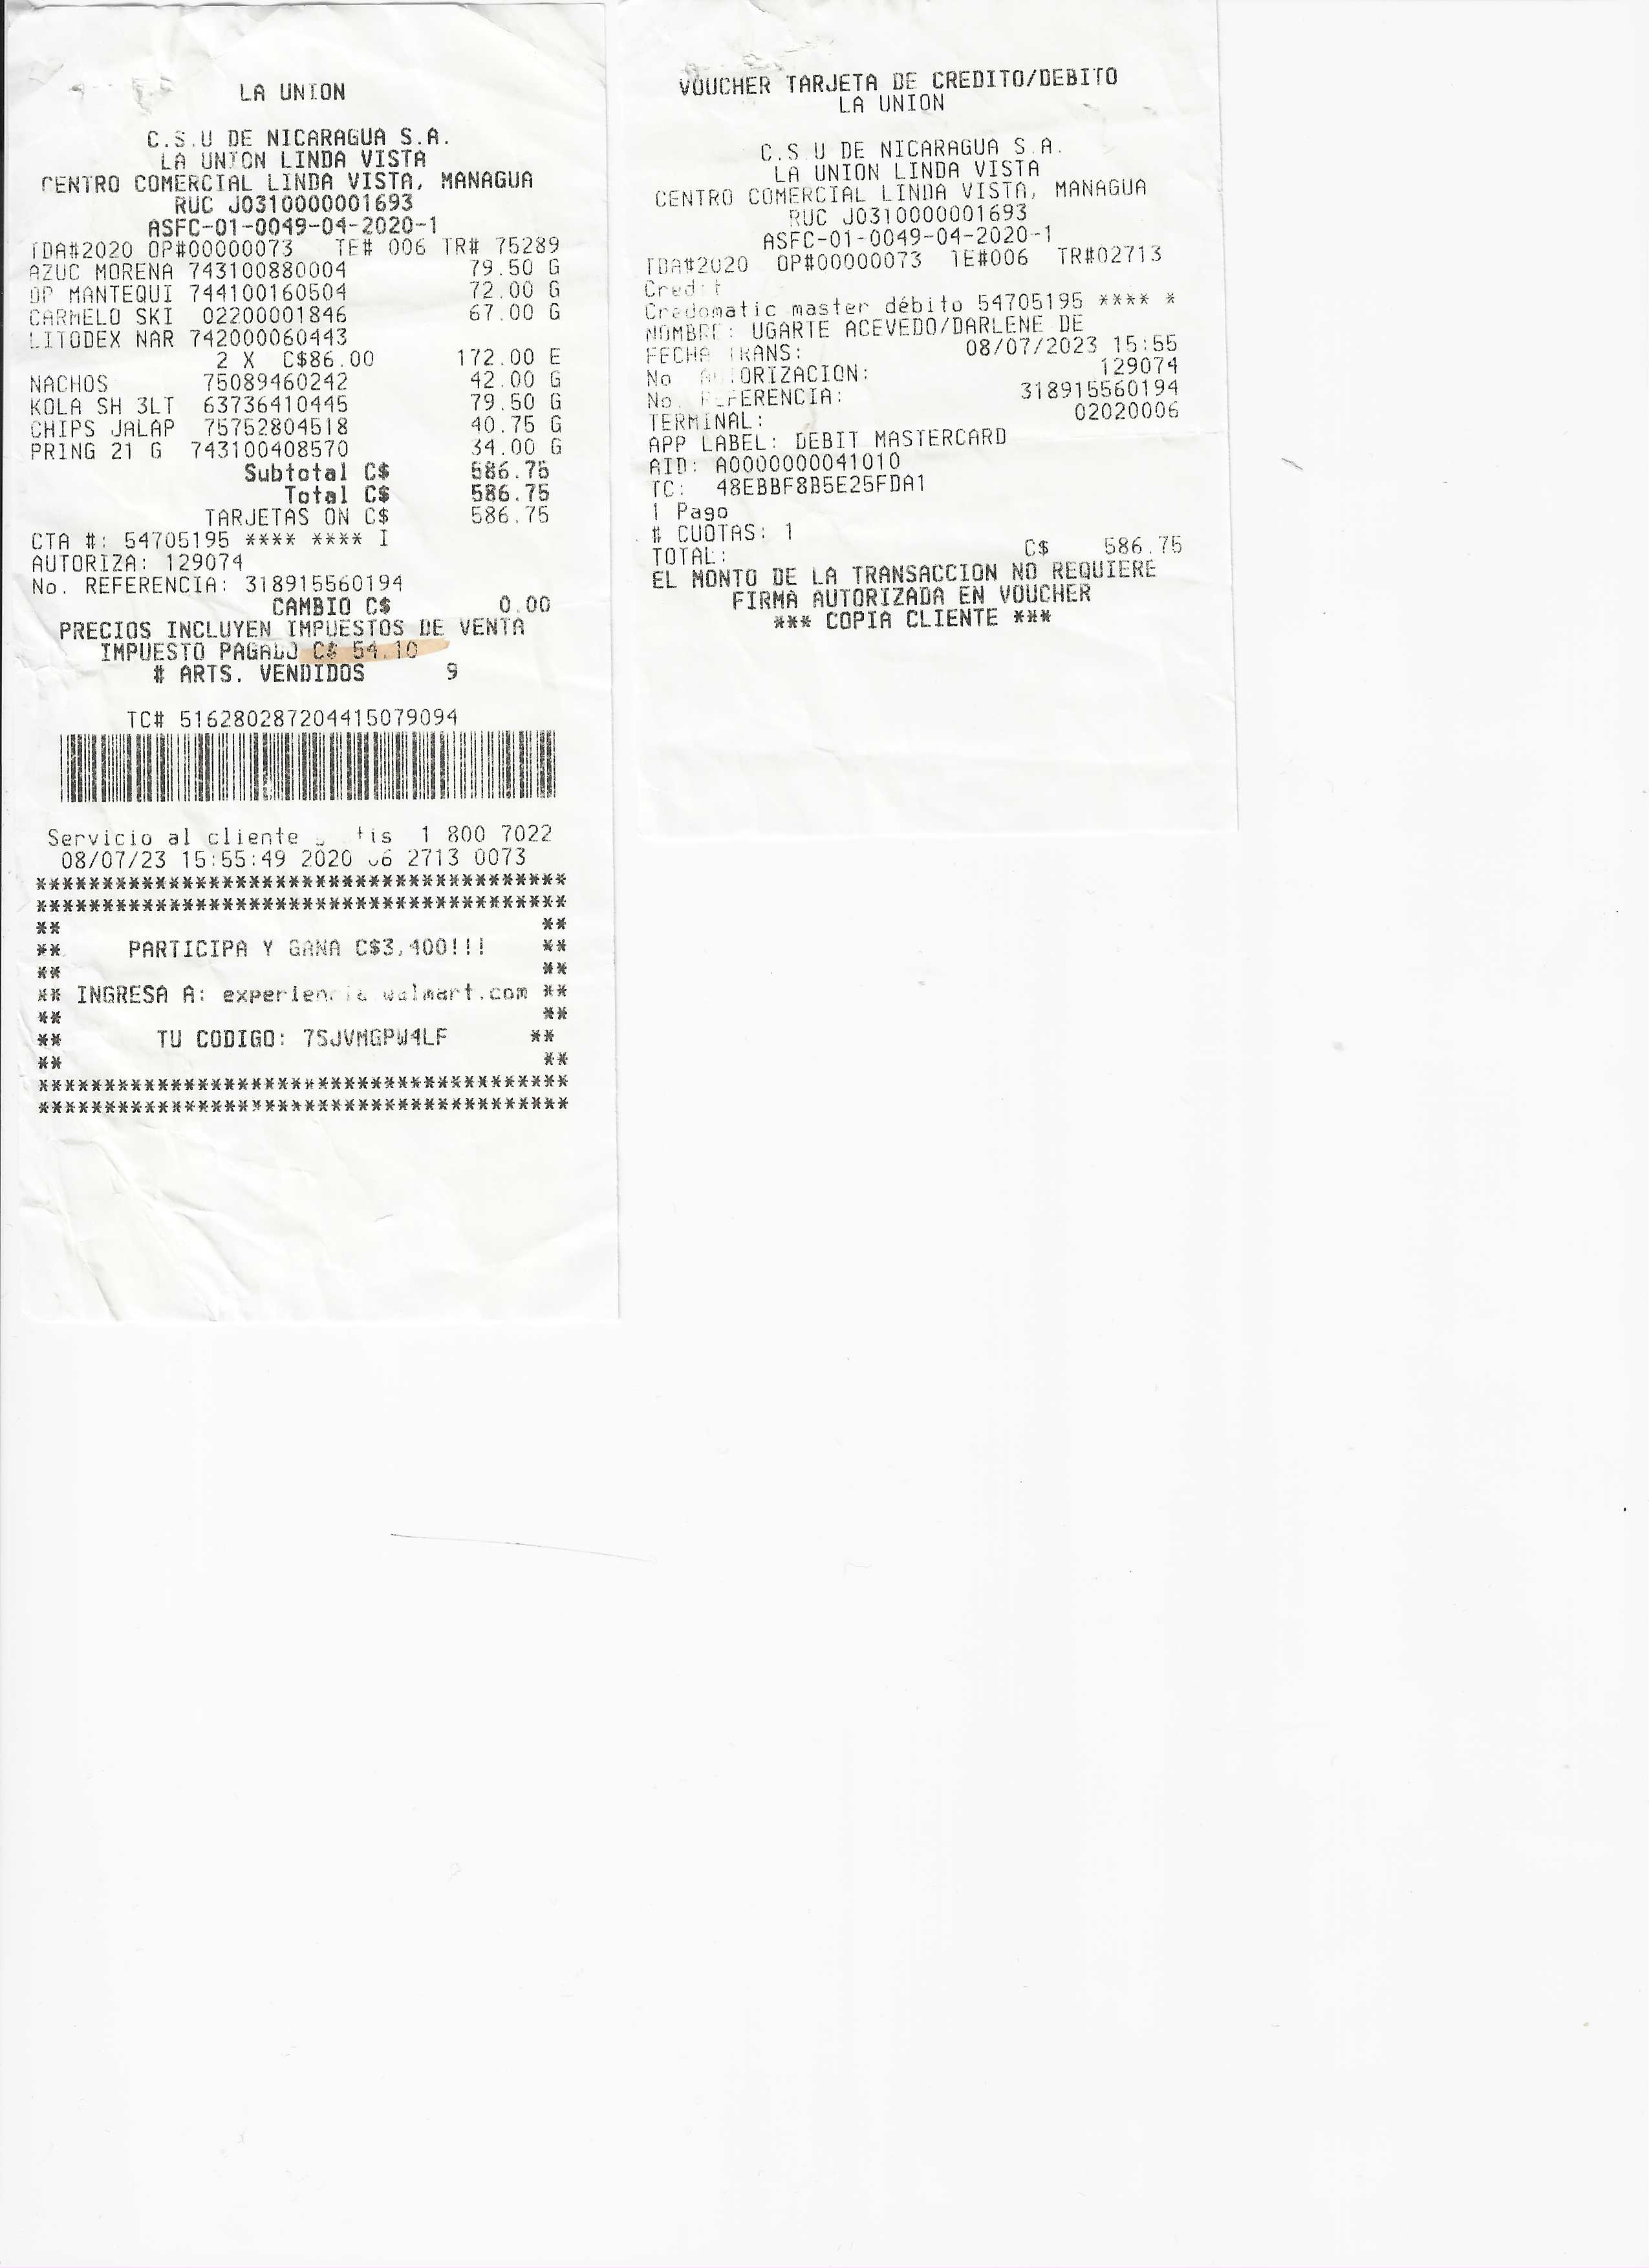 LA UNION
C.S.U DE NICARAGUA S.A.
LA UNION LINDA VISTA
CENTRO COMERCIAL LINDA VISTA, MANAGUA
RUC J0310000001693
ASFC-01-0049-04-2020-1
TDA#2020 OP#00000073 TE# 006 TR# 75289
AZUC MORENA 743100880004 79.50 G
DP MANTEQUI 744100160504 72.00 G
CARMELO SKI 02200001846 67.00 G
LITODEX NAR 742000060443
2 X C$86.00 172.00 E
NACHOS 75089460242 42.00 G
KOLA SH 3LT 63736410445 79.50 G
CHIPS JALAP 75752804518 40.75 G
PRING 21 G 743100408570 34.00 G
Subtotal C$ 586.75
Total C$ 586.75
TARJETAS ON C$ 586.75
CTA #: 54705195 **** **** I
AUTORIZA: 129074
No. REFERENCIA: 318915560194
CAMBIO C$ 0.00
PRECIOS INCLUYEN IMPUESTOS DE VENTA
IMPUESTO PAGADO C$ 54.10
# ARTS. VENDIDOS 9
TC# 516280287204415079094
Servicio al cliente 1 800 7022
08/07/23 15:55:49 2020 06 2713 0073
****************************************
****************************************
** **
** PARTICIPA Y GANA C$3,400!!! **
** **
** INGRESA A: experiencia.walmart.com **
** **
** TU CODIGO: 7SJVMGPW4LF **
** **
****************************************
****************************************
VOUCHER TARJETA DE CREDITO/DEBITO
LA UNION
C.S.U DE NICARAGUA S.A.
LA UNION LINDA VISTA
CENTRO COMERCIAL LINDA VISTA, MANAGUA
RUC J0310000001693
ASFC-01-0049-04-2020-1
TDA#2020 OP#00000073 TE#006 TR#02713
Credit
Credomatic master débito 54705195 **** *
NOMBRE: UGARTE ACEVEDO/DARLENE DE
FECHA TRANS: 08/07/2023 15:55
No. AUTORIZACION: 129074
No. REFERENCIA: 318915560194
TERMINAL: 02020006
APP LABEL: DEBIT MASTERCARD
AID: A0000000041010
TC: 48EBBF8B5E25FDA1
1 Pago
# CUOTAS: 1
TOTAL: C$ 586.75
EL MONTO DE LA TRANSACCION NO REQUIERE
FIRMA AUTORIZADA EN VOUCHER
*** COPIA CLIENTE ***